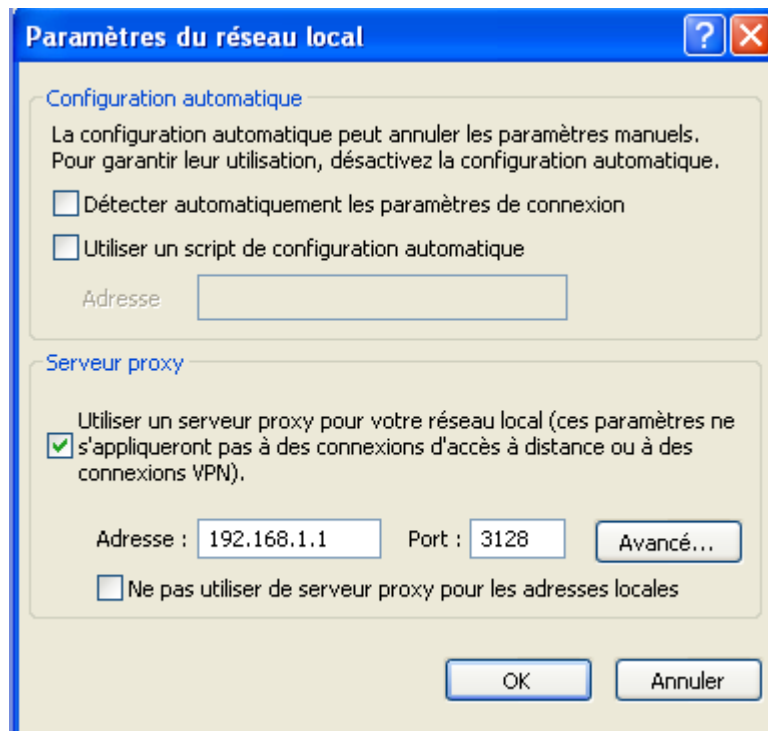 Paramètres du réseau local
Configuration automatique
La configuration automatique peut annuler les paramètres manuels.
Pour garantir leur utilisation, désactivez la configuration automatique.
Détecter automatiquement les paramètres de connexion
Utiliser un script de configuration automatique
Adresse
Serveur proxy
Utiliser un serveur proxy pour votre réseau local (ces paramètres ne
s'appliqueront pas à des connexions d'accès à distance ou à des
connexions VPN).
Adresse : 192.168.1.1 Port : 3128 Avancé...
Ne pas utiliser de serveur proxy pour les adresses locales
OK Annuler